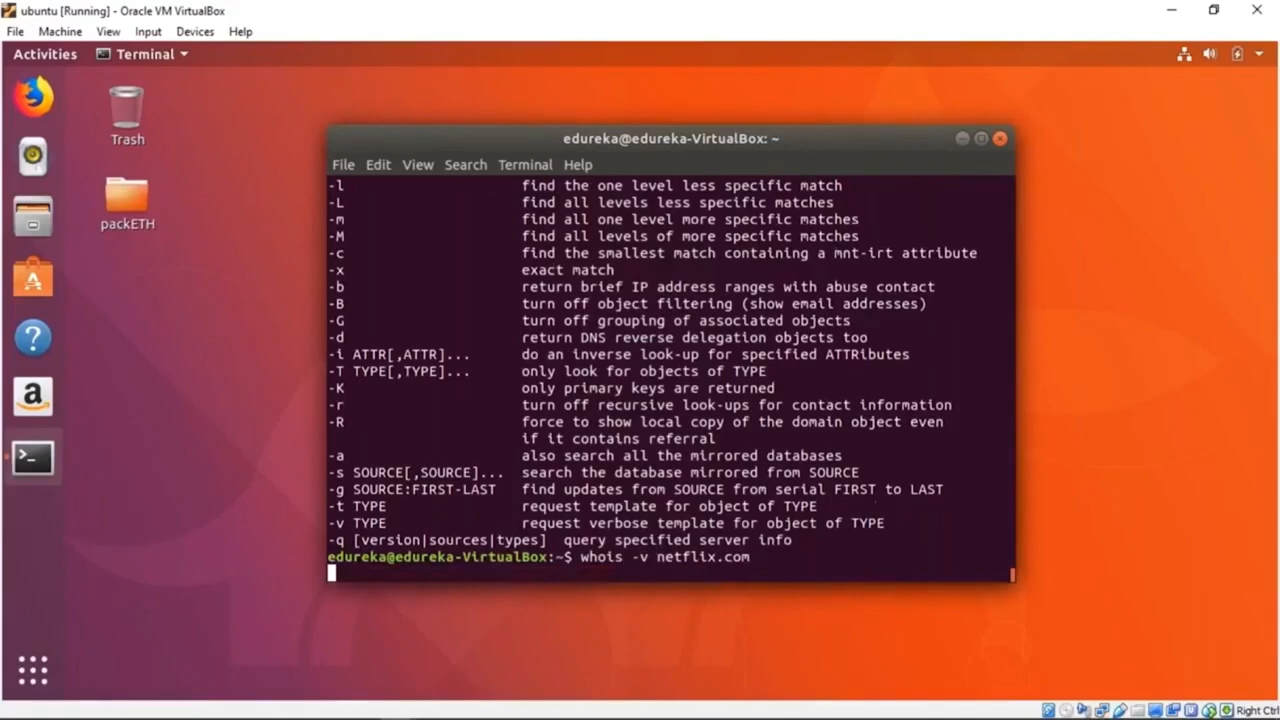 ubuntu [Running] - Oracle VM VirtualBox
File Machine View Input Devices Help
Activities Terminal
Trash
packETH
edureka@edureka-VirtualBox: ~
File Edit View Search Terminal Help
-l find the one level less specific match
-L find all levels less specific matches
-m find all one level more specific matches
-M find all levels of more specific matches
-c find the smallest match containing a mnt-irt attribute
-x exact match
-b return brief IP address ranges with abuse contact
-B turn off object filtering (show email addresses)
-G turn off grouping of associated objects
-d return DNS reverse delegation objects too
-i ATTR[,ATTR]... do an inverse look-up for specified ATTRibutes
-T TYPE[,TYPE]... only look for objects of TYPE
-K only primary keys are returned
-r turn off recursive look-ups for contact information
-R force to show local copy of the domain object even
if it contains referral
-a also search all the mirrored databases
-s SOURCE[,SOURCE]... search the database mirrored from SOURCE
-g SOURCE:FIRST-LAST find updates from SOURCE from serial FIRST to LAST
-t TYPE request template for object of TYPE
-v TYPE request verbose template for object of TYPE
-q [version|sources|types] query specified server info
edureka@edureka-VirtualBox:~$ whois -v netflix.com
Right Ctrl